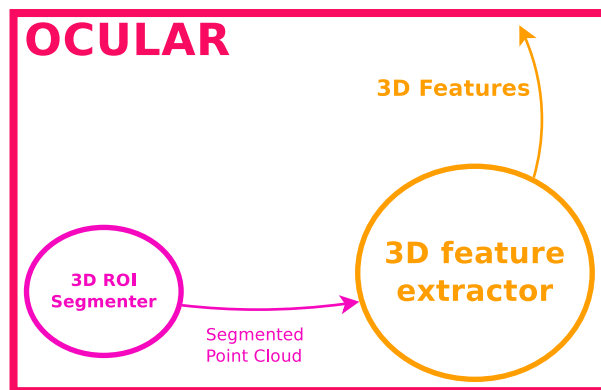 OCULAR
3D Features
3D ROI
Segmenter
Segmented
Point Cloud
3D feature
extractor